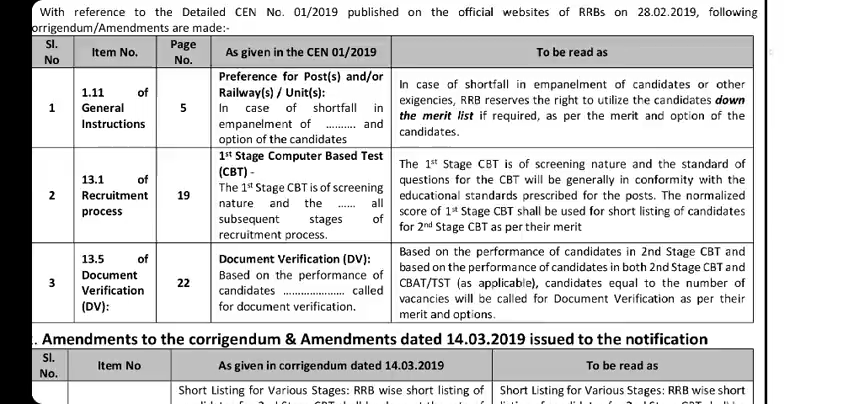 With reference to the Detailed CEN No. 01/2019 published on the official websites of RRBs on 28.02.2019, following
orrigendum/Amendments are made:-
Sl. No
Item No.
Page No.
As given in the CEN 01/2019
To be read as
1
1.11 of
General
Instructions
5
Preference for Post(s) and/or
Railway(s) / Unit(s):
In case of shortfall in
empanelment of .......... and
option of the candidates
In case of shortfall in empanelment of candidates or other
exigencies, RRB reserves the right to utilize the candidates down
the merit list if required, as per the merit and option of the
candidates.
2
13.1 of
Recruitment
process
19
1st Stage Computer Based Test
(CBT) -
The 1st Stage CBT is of screening
nature and the ...... all
subsequent stages of
recruitment process.
The 1st Stage CBT is of screening nature and the standard of
questions for the CBT will be generally in conformity with the
educational standards prescribed for the posts. The normalized
score of 1st Stage CBT shall be used for short listing of candidates
for 2nd Stage CBT as per their merit
3
13.5 of
Document
Verification
(DV):
22
Document Verification (DV):
Based on the performance of
candidates ..................... called
for document verification.
Based on the performance of candidates in 2nd Stage CBT and
based on the performance of candidates in both 2nd Stage CBT and
CBAT/TST (as applicable), candidates equal to the number of
vacancies will be called for Document Verification as per their
merit and options.
. Amendments to the corrigendum & Amendments dated 14.03.2019 issued to the notification
Sl. No.
Item No
As given in corrigendum dated 14.03.2019
To be read as
Short Listing for Various Stages: RRB wise short listing of
Short Listing for Various Stages: RRB wise short